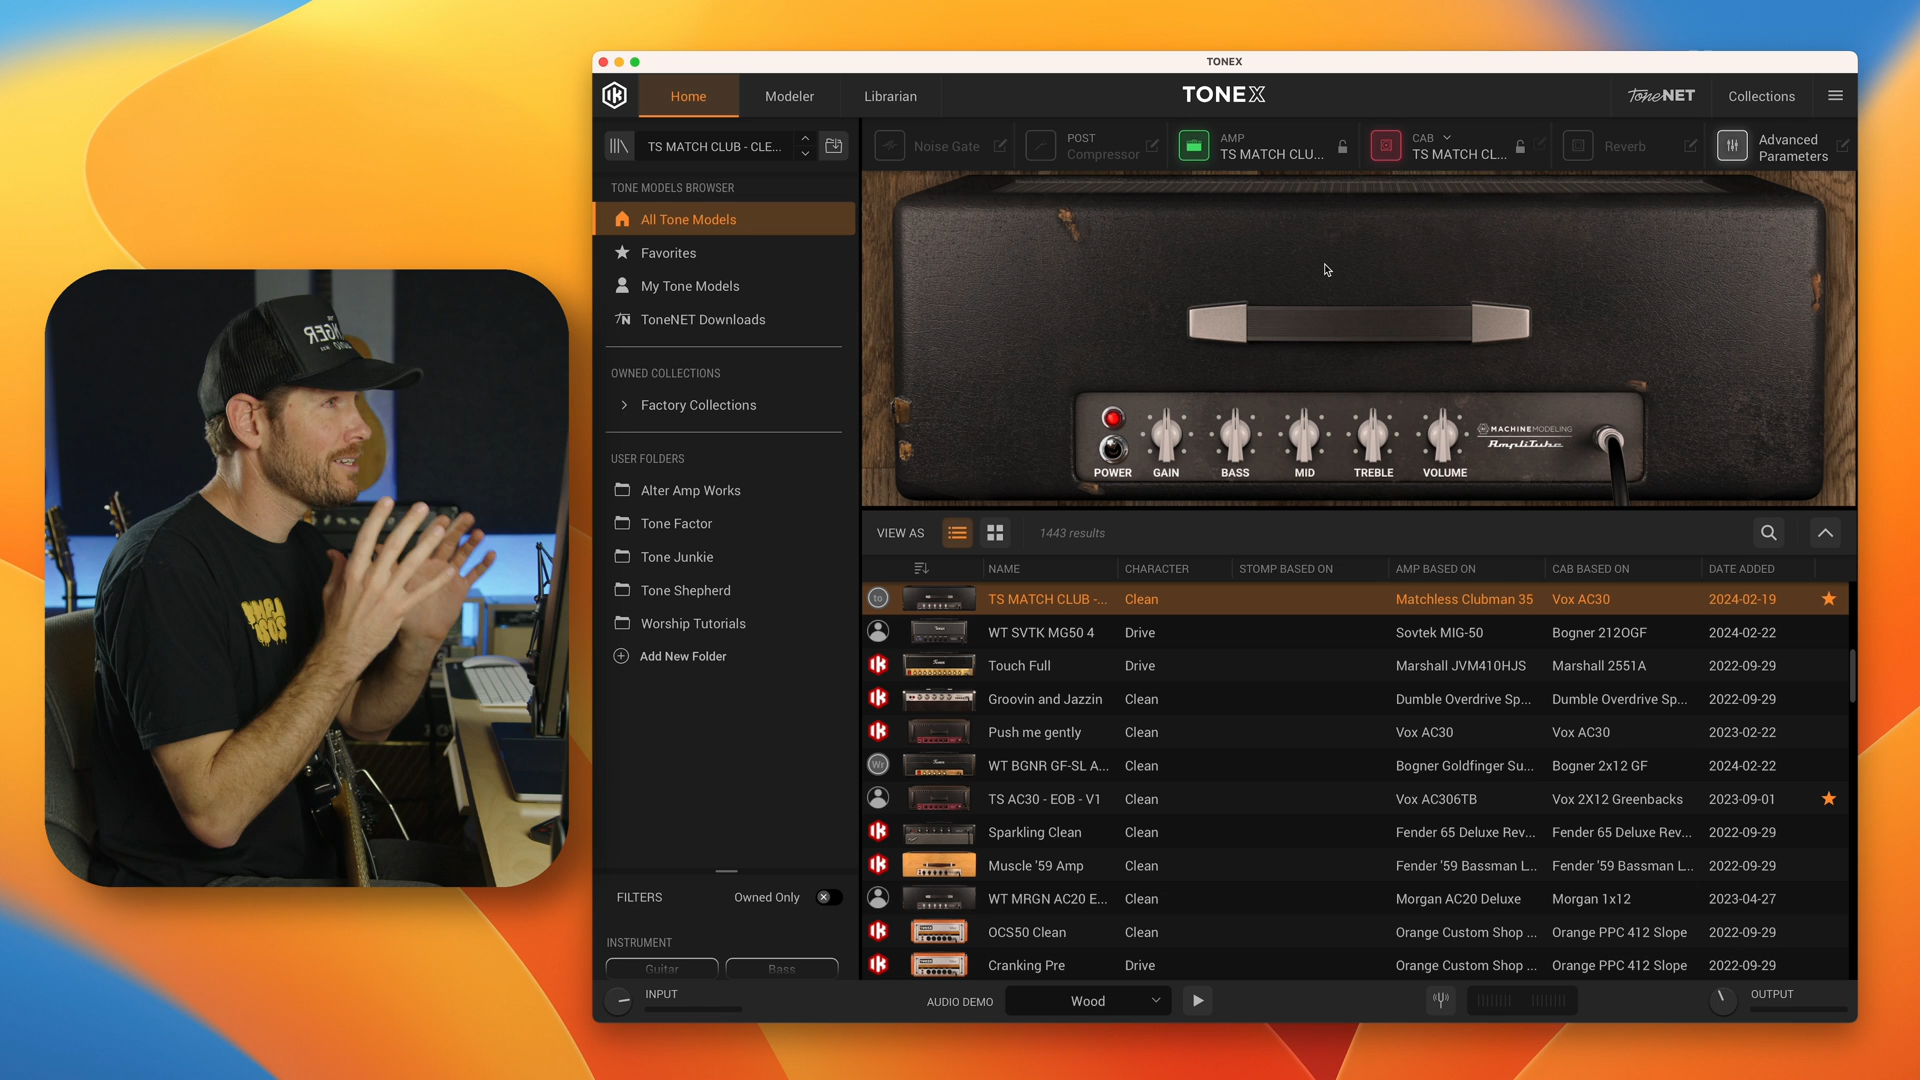 TONEX
Home
Modeler
Librarian
TONEX
ToneNET
Collections
TS MATCH CLUB - CLE...
Noise Gate
POST
Compressor
AMP
TS MATCH CLU...
CAB
TS MATCH CL...
Reverb
Advanced
Parameters
TONE MODELS BROWSER
All Tone Models
Favorites
My Tone Models
ToneNET Downloads
OWNED COLLECTIONS
Factory Collections
USER FOLDERS
Alter Amp Works
Tone Factor
Tone Junkie
Tone Shepherd
Worship Tutorials
Add New Folder
FILTERS
Owned Only
INSTRUMENT
Guitar
Bass
POWER
GAIN
BASS
MID
TREBLE
VOLUME
MACHINEMODELING
AmpliTube
VIEW AS
1443 results
NAME CHARACTER STOMP BASED ON AMP BASED ON CAB BASED ON DATE ADDED
to TS MATCH CLUB -... Clean Matchless Clubman 35 Vox AC30 2024-02-19
WT SVTK MG50 4 Drive Sovtek MIG-50 Bogner 212OGF 2024-02-22
Touch Full Drive Marshall JVM410HJS Marshall 2551A 2022-09-29
Groovin and Jazzin Clean Dumble Overdrive Sp... Dumble Overdrive Sp... 2022-09-29
Push me gently Clean Vox AC30 Vox AC30 2023-02-22
Wr WT BGNR GF-SL A... Clean Bogner Goldfinger Su... Bogner 2x12 GF 2024-02-22
TS AC30 - EOB - V1 Clean Vox AC306TB Vox 2X12 Greenbacks 2023-09-01
Sparkling Clean Clean Fender 65 Deluxe Rev... Fender 65 Deluxe Rev... 2022-09-29
Muscle '59 Amp Clean Fender '59 Bassman L... Fender '59 Bassman L... 2022-09-29
WT MRGN AC20 E... Clean Morgan AC20 Deluxe Morgan 1x12 2023-04-27
OCS50 Clean Clean Orange Custom Shop ... Orange PPC 412 Slope 2022-09-29
Cranking Pre Drive Orange Custom Shop ... Orange PPC 412 Slope 2022-09-29
INPUT
AUDIO DEMO
Wood
OUTPUT